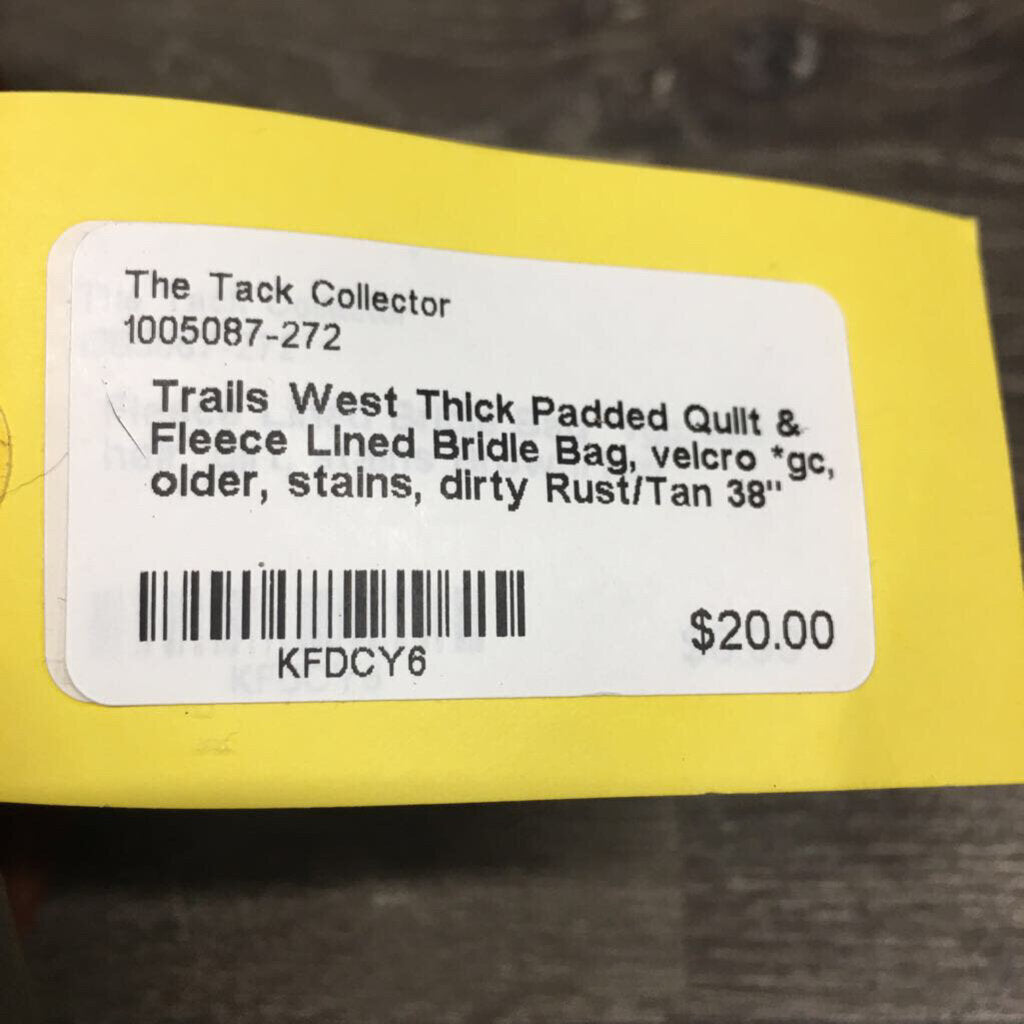 The Tack Collector
1005087-272
Trails West Thick Padded Quilt &
Fleece Lined Bridle Bag, velcro *gc,
older, stains, dirty Rust/Tan 38"
KFDCY6
$20.00